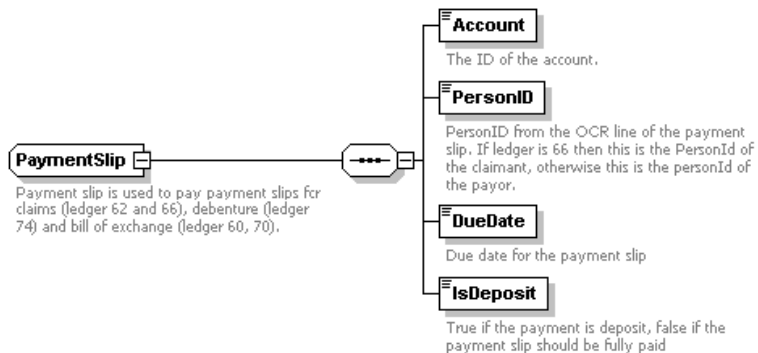 Account
The ID of the account.
PersonID
PersonID from the OCR line of the payment
slip. If ledger is 66 then this is the PersonId of
the claimant, otherwise this is the personId of
the payor.
PaymentSlip
Payment slip is used to pay payment slips for
claims (ledger 62 and 66), debenture (ledger
74) and bill of exchange (ledger 60, 70).
DueDate
Due date for the payment slip
IsDeposit
True if the payment is deposit, false if the
payment slip should be fully paid